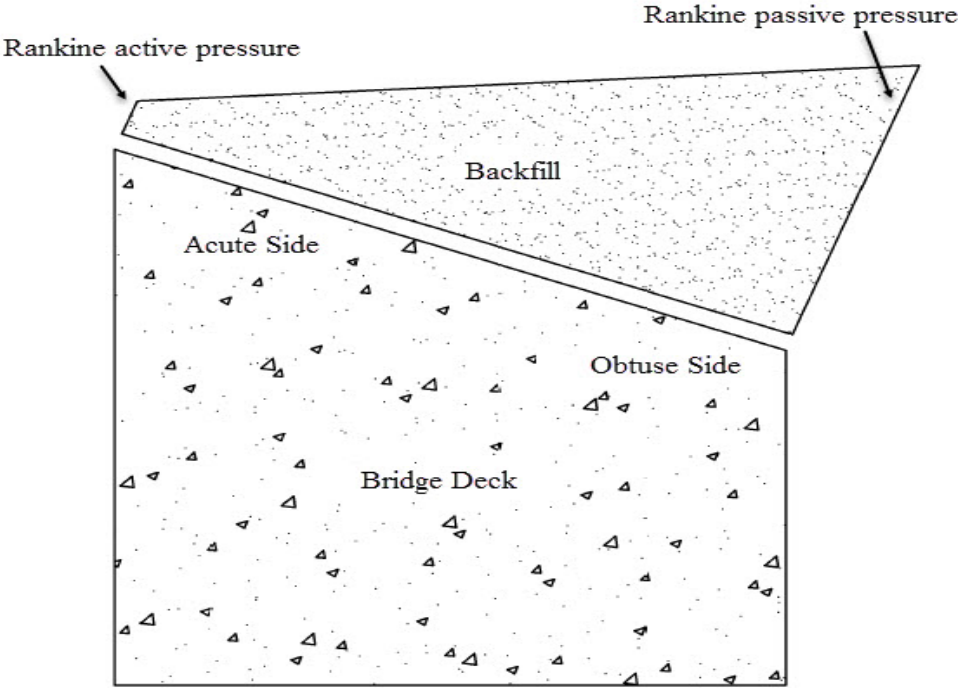 Rankine passive pressure
Rankine active pressure
Backfill
Acute Side
Obtuse Side
Bridge Deck